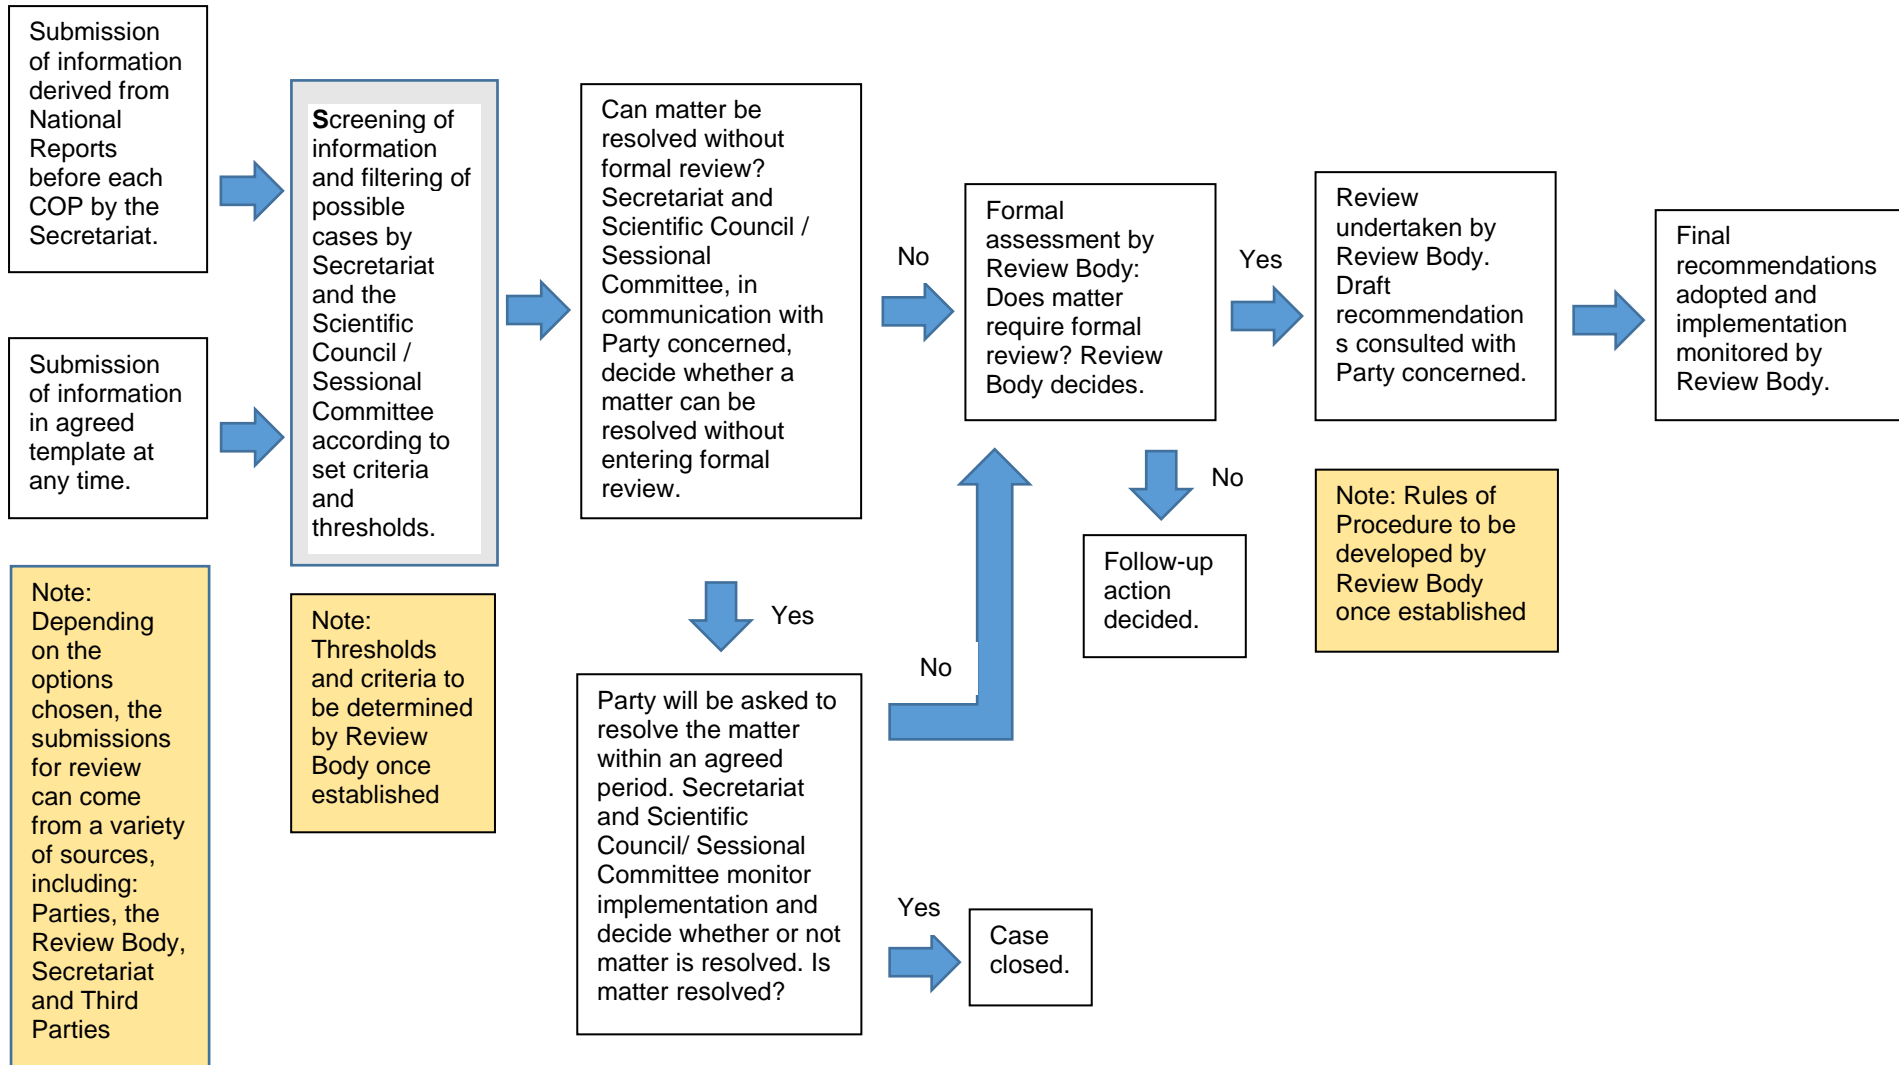 Submission
of information
derived from
National
Reports
before each
COP by the
Secretariat.
Submission
of information
in agreed
template at
any time.
Note:
Depending
on the
options
chosen, the
submissions
for review
can come
from a variety
of sources,
including:
Parties, the
Review Body,
Secretariat
and Third
Parties
Screening of
information
and filtering of
possible
cases by
Secretariat
and the
Scientific
Council /
Sessional
Committee
according to
set criteria
and
thresholds.
Note:
Thresholds
and criteria to
be determined
by Review
Body once
established
Can matter be
resolved without
formal review?
Secretariat and
Scientific Council /
Sessional
Committee, in
communication with
Party concerned,
decide whether a
matter can be
resolved without
entering formal
review.
Yes
Party will be asked to
resolve the matter
within an agreed
period. Secretariat
and Scientific
Council/ Sessional
Committee monitor
implementation and
decide whether or not
matter is resolved. Is
matter resolved?
No
No
Yes
Case
closed.
Formal
assessment by
Review Body:
Does matter
require formal
review? Review
Body decides.
No
Follow-up
action
decided.
Yes
Review
undertaken by
Review Body.
Draft
recommendation
s consulted with
Party concerned.
Note: Rules of
Procedure to be
developed by
Review Body
once established
Final
recommendations
adopted and
implementation
monitored by
Review Body.